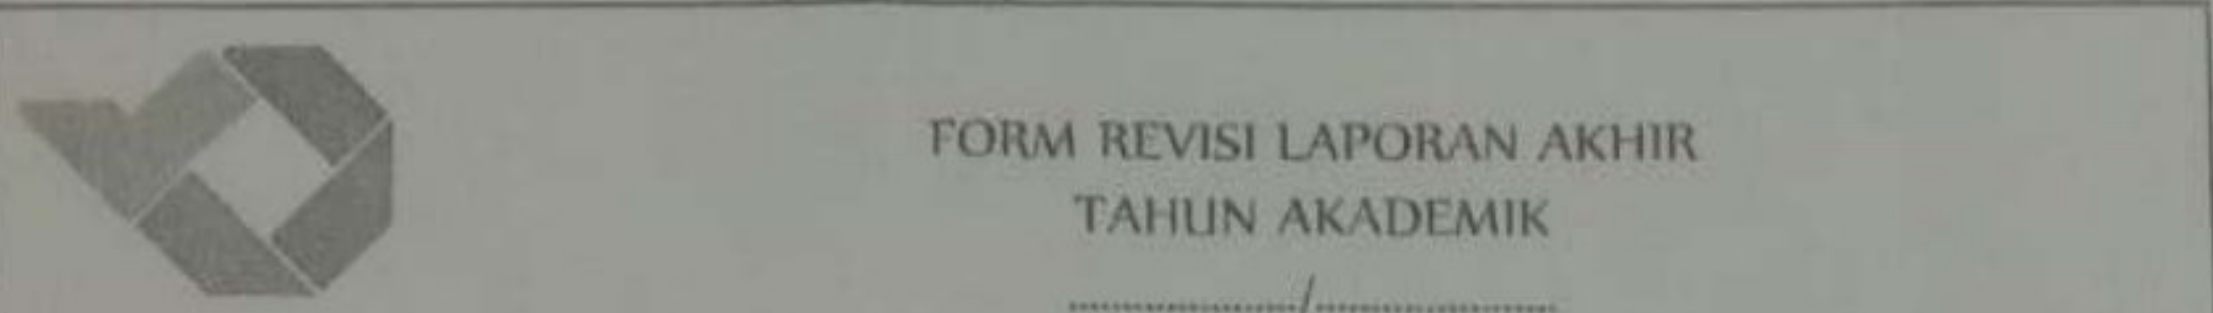 FORM REVISI LAPORAN AKHIR
TAHUN AKADEMIK
...................../......................